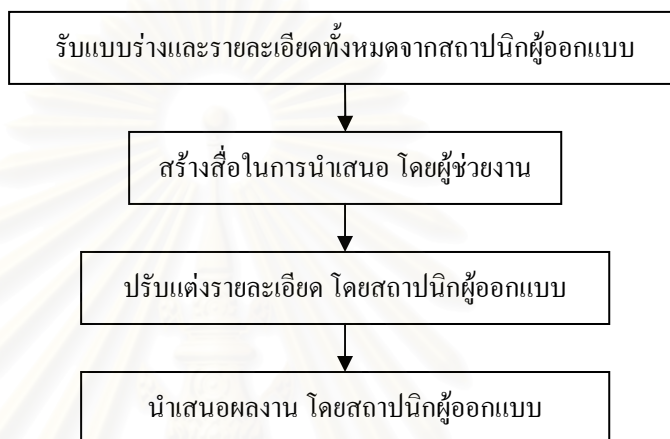 รับแบบร่างและรายละเอียดทั้งหมดจากสถาปนิกผู้ออกแบบ
สร้างสื่อในการนำเสนอ โดยผู้ช่วยงาน
ปรับแต่งรายละเอียด โดยสถาปนิกผู้ออกแบบ
นำเสนอผลงาน โดยสถาปนิกผู้ออกแบบ